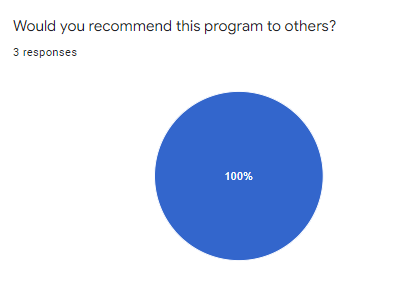 Would you recommend this program to others?
3 responses
100%